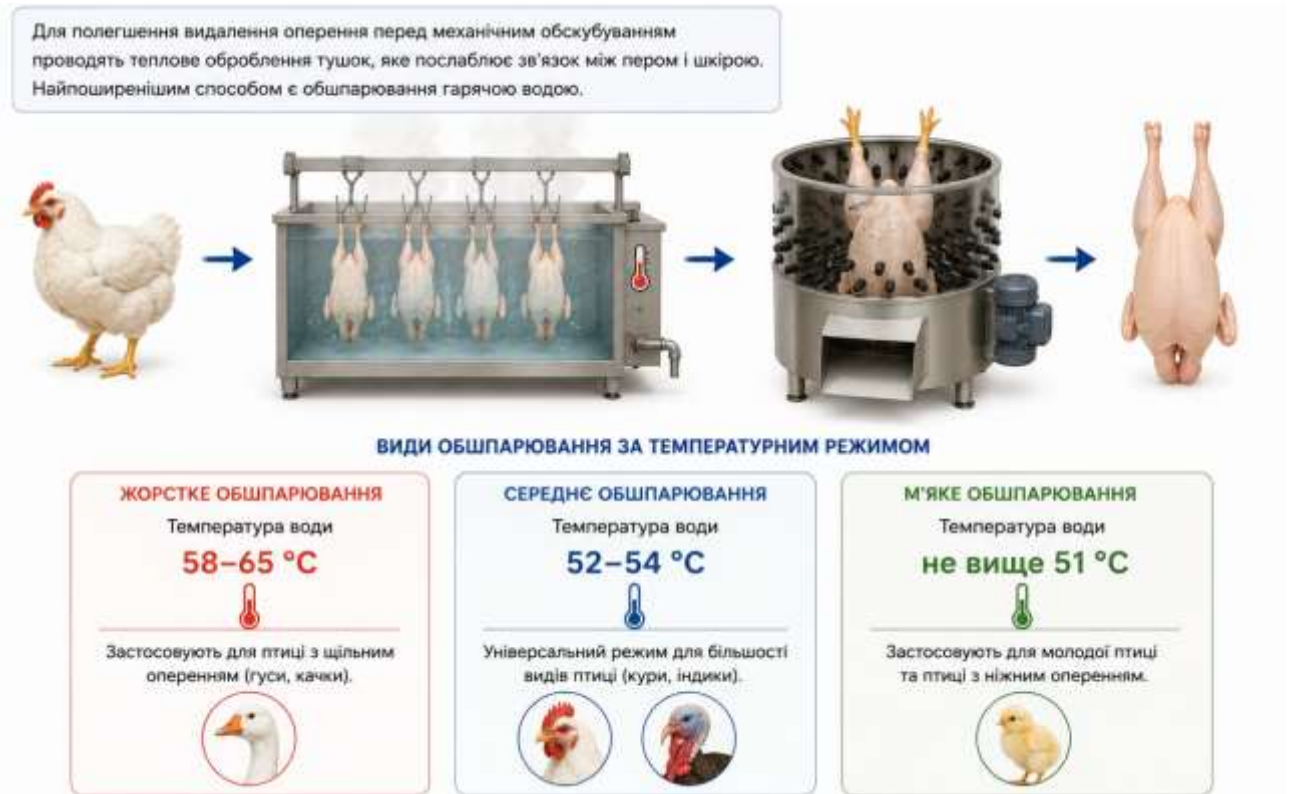 Для полегшення видалення оперення перед механічним обскубуванням
проводять теплове оброблення тушок, яке послаблює зв'язок між пером і шкірою.
Найпоширенішим способом є обшпарювання гарячою водою.
ВИДИ ОБШПАРЮВАННЯ ЗА ТЕМПЕРАТУРНИМ РЕЖИМОМ
ЖОРСТКЕ ОБШПАРЮВАННЯ
Температура води
58–65 °C
Застосовують для птиці з щільним
оперенням (гуси, качки).
СЕРЕДНЄ ОБШПАРЮВАННЯ
Температура води
52–54 °C
Універсальний режим для більшості
видів птиці (кури, індики).
М'ЯКЕ ОБШПАРЮВАННЯ
Температура води
не вище 51 °C
Застосовують для молодої птиці
та птиці з ніжним оперенням.